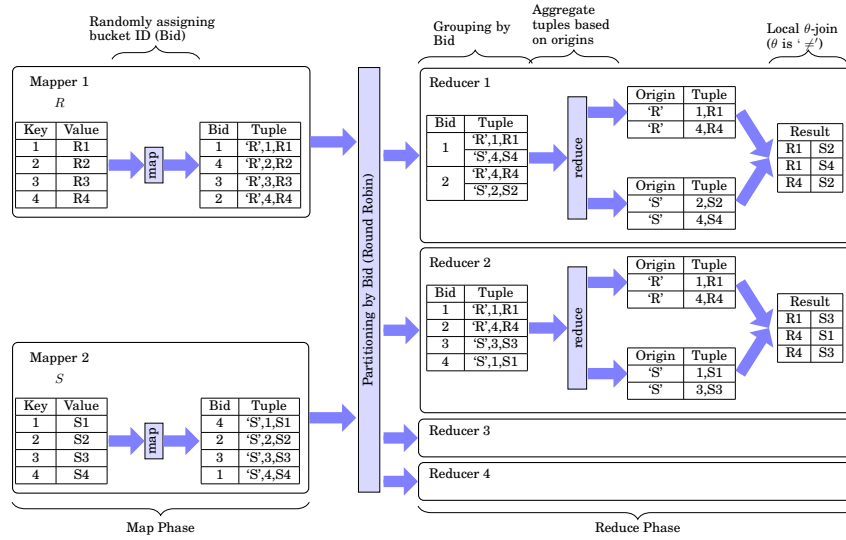 Randomly assigning
bucket ID (Bid)
Grouping by
Bid
Aggregate
tuples based
on origins
Local θ-join
(θ is ‘ ≠′)
Mapper 1
R
Key Value
1 R1
2 R2
3 R3
4 R4
map
Bid Tuple
1 ‘R’,1,R1
4 ‘R’,2,R2
3 ‘R’,3,R3
2 ‘R’,4,R4
Mapper 2
S
Key Value
1 S1
2 S2
3 S3
4 S4
map
Bid Tuple
4 ‘S’,1,S1
2 ‘S’,2,S2
3 ‘S’,3,S3
1 ‘S’,4,S4
Map Phase
Partitioning by Bid (Round Robin)
Reducer 1
Bid Tuple
1 ‘R’,1,R1
‘S’,4,S4
2 ‘R’,4,R4
‘S’,2,S2
reduce
Origin Tuple
‘R’ 1,R1
‘R’ 4,R4
Origin Tuple
‘S’ 2,S2
‘S’ 4,S4
Result
R1 S2
R1 S4
R4 S2
Reducer 2
Bid Tuple
1 ‘R’,1,R1
2 ‘R’,4,R4
3 ‘S’,3,S3
4 ‘S’,1,S1
reduce
Origin Tuple
‘R’ 1,R1
‘R’ 4,R4
Origin Tuple
‘S’ 1,S1
‘S’ 3,S3
Result
R1 S3
R4 S1
R4 S3
Reducer 3
Reducer 4
Reduce Phase